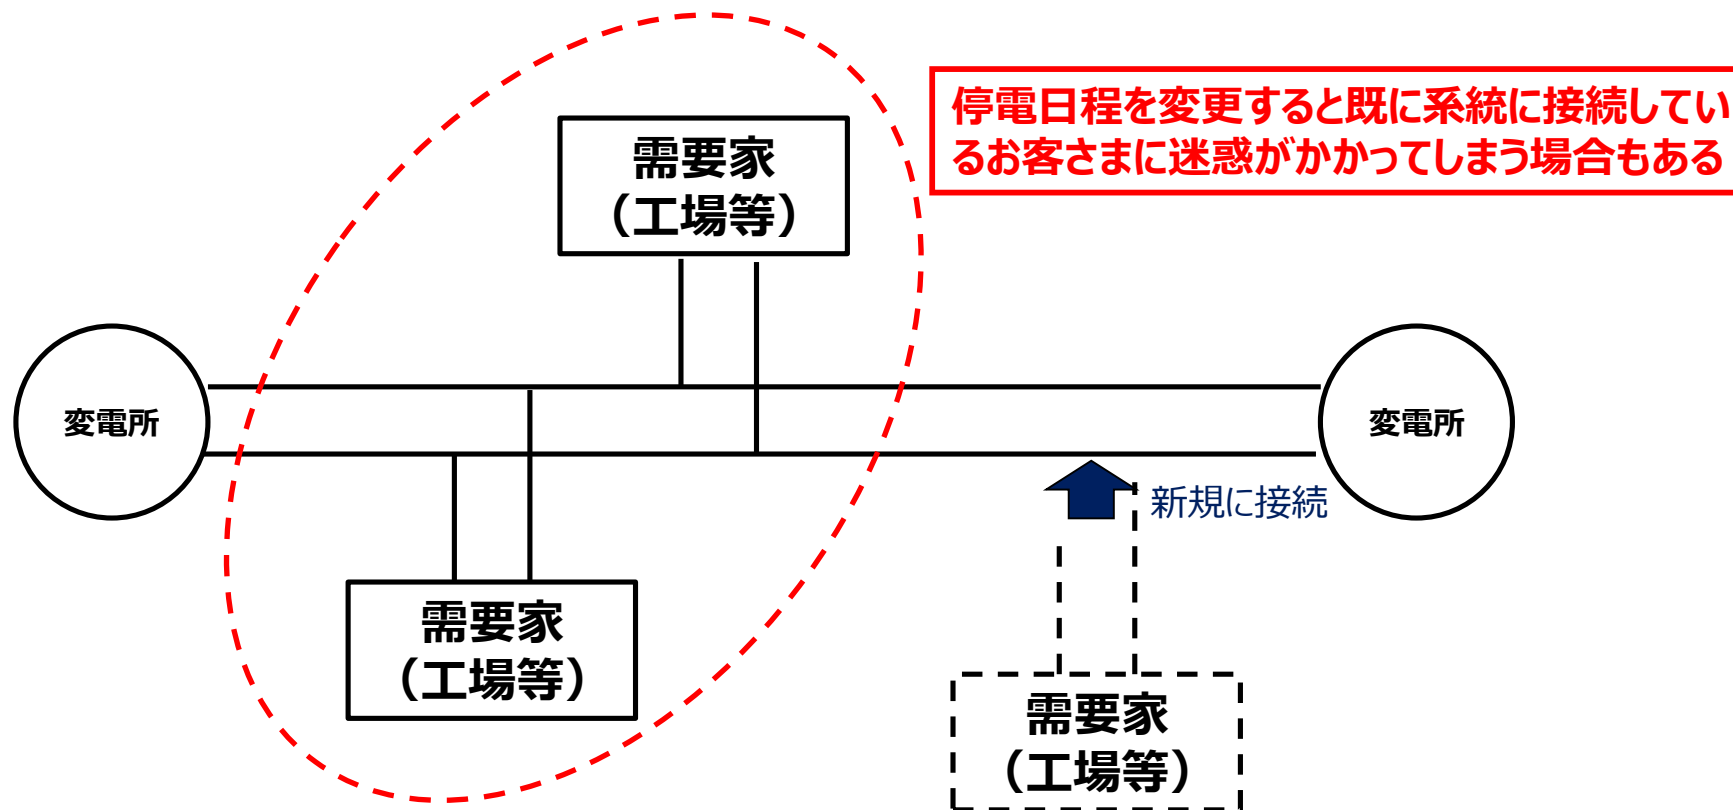 停電日程を変更すると既に系統に接続してい
るお客さまに迷惑がかかってしまう場合もある
需要家
（工場等）
変電所
変電所
新規に接続
需要家
（工場等）
需要家
（工場等）